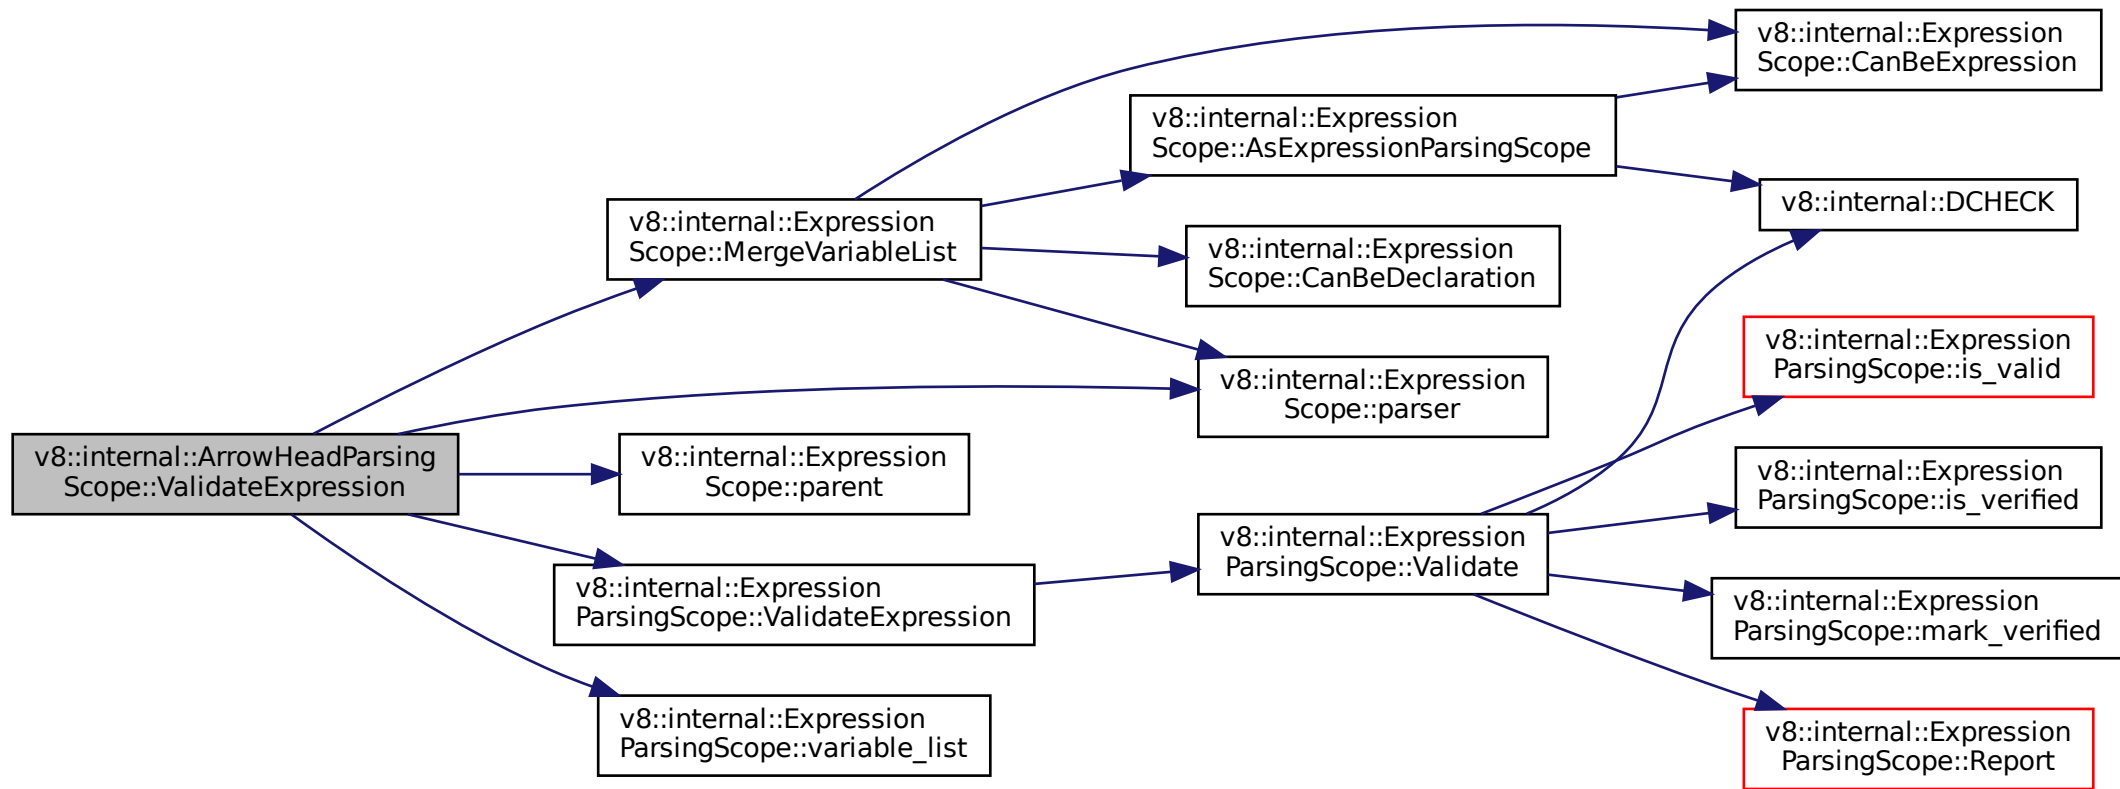 v8::internal::ArrowHeadParsing
Scope::ValidateExpression
v8::internal::Expression
Scope::MergeVariableList
v8::internal::Expression
Scope::parent
v8::internal::Expression
ParsingScope::ValidateExpression
v8::internal::Expression
ParsingScope::variable_list
v8::internal::Expression
Scope::AsExpressionParsingScope
v8::internal::Expression
Scope::CanBeDeclaration
v8::internal::Expression
Scope::parser
v8::internal::Expression
ParsingScope::Validate
v8::internal::Expression
Scope::CanBeExpression
v8::internal::DCHECK
v8::internal::Expression
ParsingScope::is_valid
v8::internal::Expression
ParsingScope::is_verified
v8::internal::Expression
ParsingScope::mark_verified
v8::internal::Expression
ParsingScope::Report